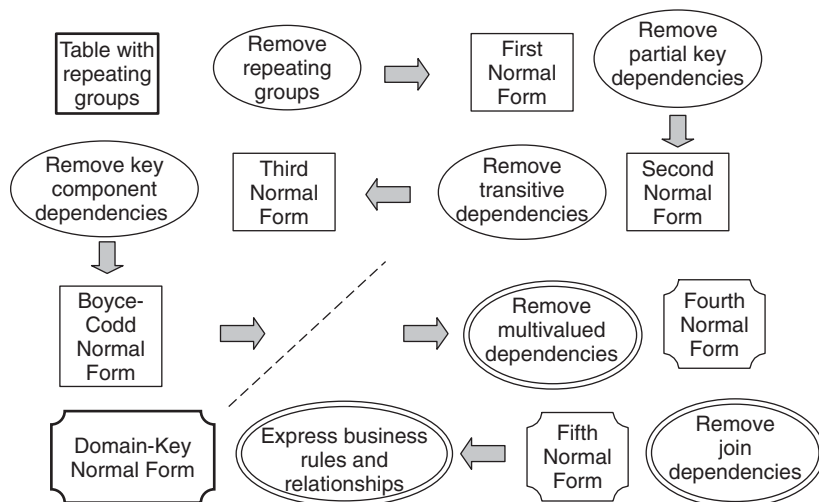 Table with
repeating
groups
Remove
repeating
groups
First
Normal
Form
Remove
partial key
dependencies
Remove key
component
dependencies
Third
Normal
Form
Remove
transitive
dependencies
Second
Normal
Form
Boyce-
Codd
Normal
Form
Remove
multivalued
dependencies
Fourth
Normal
Form
Domain-Key
Normal Form
Express business
rules and
relationships
Fifth
Normal
Form
Remove
join
dependencies